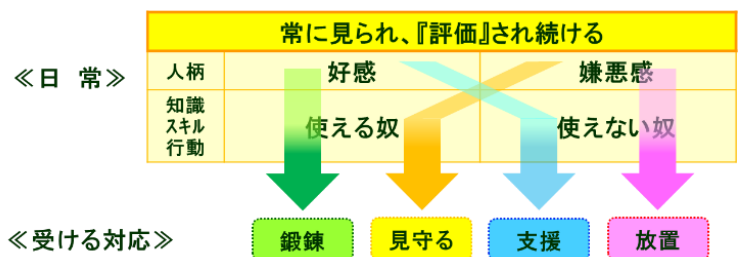 常に見られ、『評価』され続ける
≪日　常≫
人柄 好感 嫌悪感
知識
スキル
行動
使える奴 使えない奴
≪受ける対応≫ 鍛錬 見守る 支援 放置